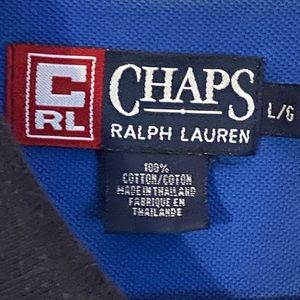 C
RL
CHAPS
RALPH LAUREN
L/G
100%
COTTON/COTON
MADE IN THAILAND
FABRIQUE EN
THAILANDE